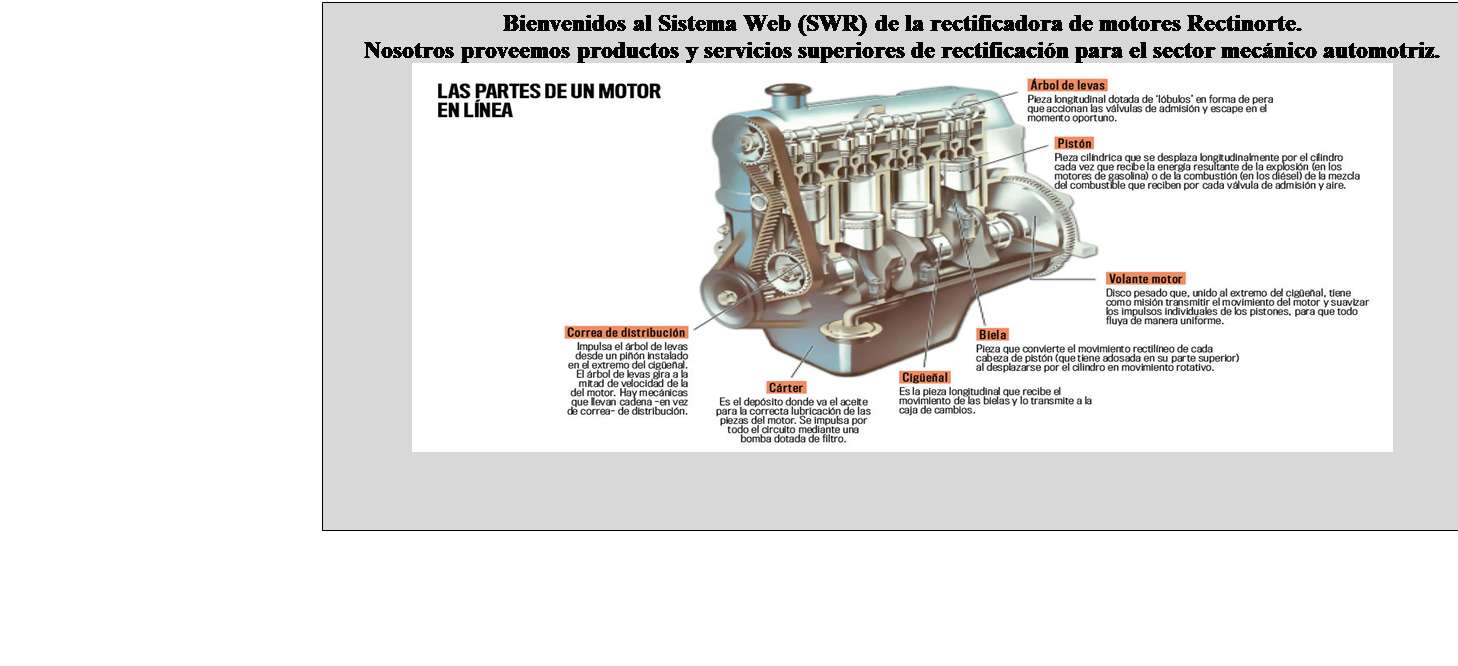 Bienvenidos al Sistema Web (SWR) de la rectificadora de motores Rectinorte.
Nosotros proveemos productos y servicios superiores de rectificación para el sector mecánico automotriz.
LAS PARTES DE UN MOTOR
EN LÍNEA
Árbol de levas
Pieza longitudinal dotada de 'lóbulos' en forma de pera
que accionan las válvulas de admisión y escape en el
momento oportuno.
Pistón
Pieza cilíndrica que se desplaza longitudinalmente por el cilindro
cada vez que recibe la energía resultante de la explosión (en los
motores de gasolina) o de la combustión (en los diésel) de la mezcla
del combustible que reciben por cada válvula de admisión y aire.
Volante motor
Disco pesado que, unido al extremo del cigüeñal, tiene
como misión transmitir el movimiento del motor y suavizar
los impulsos individuales de los pistones, para que todo
fluya de manera uniforme.
Biela
Pieza que convierte el movimiento rectilíneo de cada
cabeza de pistón (que tiene adosada en su parte superior)
al desplazarse por el cilindro en movimiento rotativo.
Cigüeñal
Es la pieza longitudinal que recibe el
movimiento de las bielas y lo transmite a la
caja de cambios.
Cárter
Es el depósito donde va el aceite
para la correcta lubricación de las
piezas del motor. Se impulsa por
todo el circuito mediante una
bomba dotada de filtro.
Correa de distribución
Impulsa el árbol de levas
desde un piñón instalado
en el extremo del cigüeñal.
El árbol de levas gira a la
mitad de velocidad de la
del motor. Hay mecánicas
que llevan cadena -en vez
de correa- de distribución.